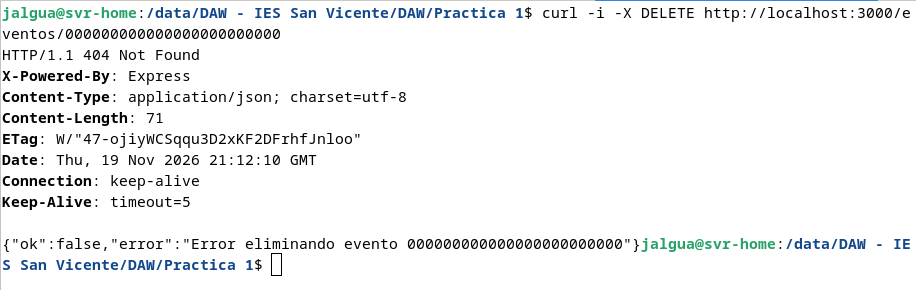 jalgua@svr-home:/data/DAW - IES San Vicente/DAW/Practica 1$ curl -i -X DELETE http://localhost:3000/e
ventos/000000000000000000000000
HTTP/1.1 404 Not Found
X-Powered-By: Express
Content-Type: application/json; charset=utf-8
Content-Length: 71
ETag: W/"47-ojiyWCSqqu3D2xKF2DFrhfJnloo"
Date: Thu, 19 Nov 2026 21:12:10 GMT
Connection: keep-alive
Keep-Alive: timeout=5
{"ok":false,"error":"Error eliminando evento 000000000000000000000000"}jalgua@svr-home:/data/DAW - IE
S San Vicente/DAW/Practica 1$